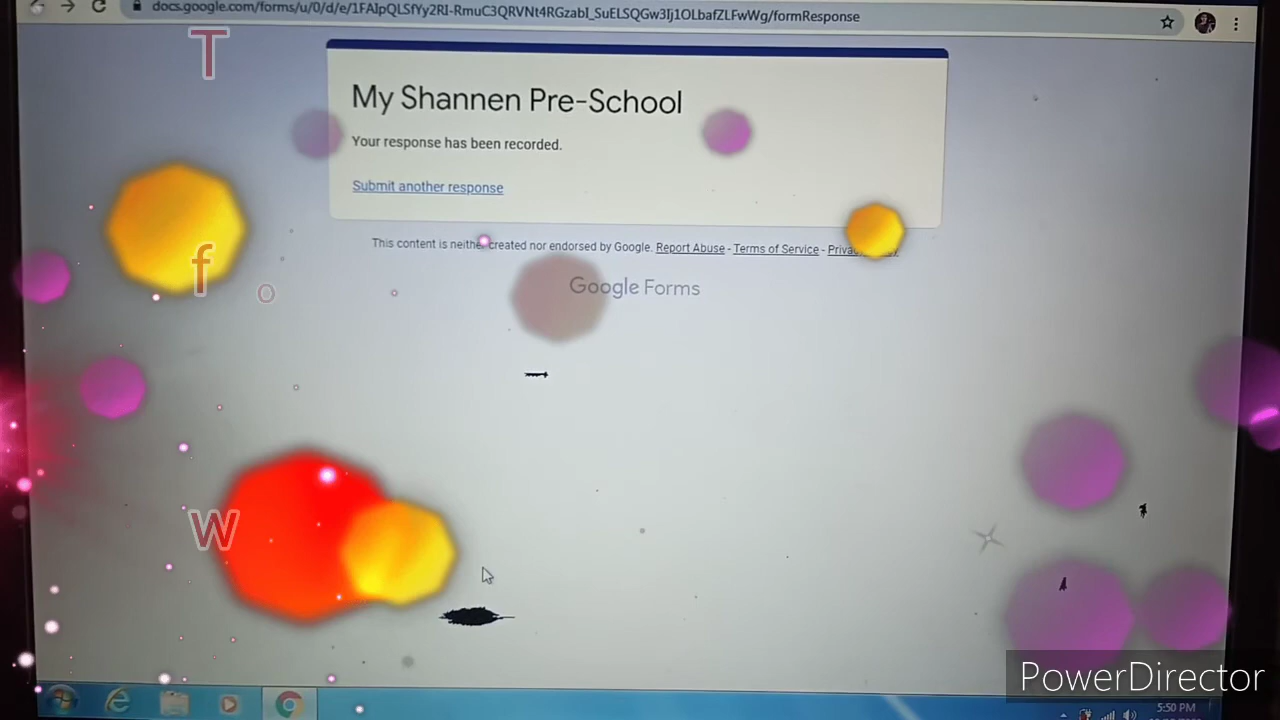 docs.google.com/forms/u/0/d/e/1FAIpQLSfYy2RI-RmuC3QRVNt4RGzabI_SuELSQGw3Ij1OLbafZLFwWg/formResponse
T
My Shannen Pre-School
Your response has been recorded.
Submit another response
This content is neither created nor endorsed by Google. Report Abuse - Terms of Service -
f
o
Google Forms
w
PowerDirector
5:50 PM